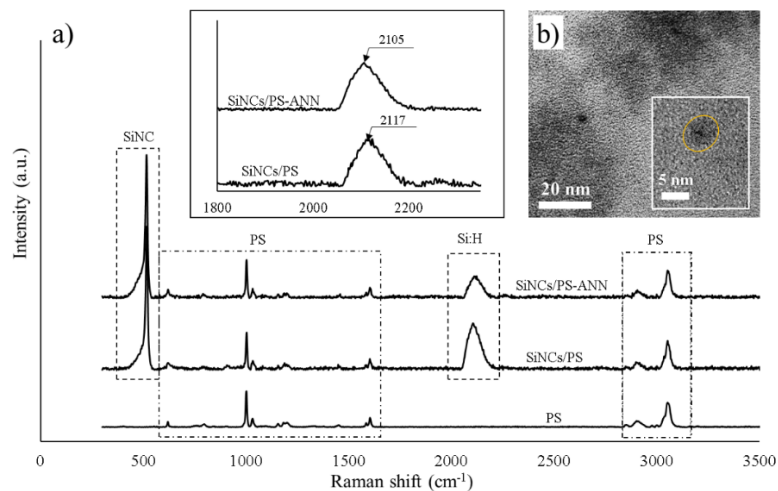 a)
2105
SiNCs/PS-ANN
2117
SiNCs/PS
1800
2000
2200
b)
20 nm
5 nm
SiNC
PS
Si:H
PS
SiNCs/PS-ANN
SiNCs/PS
PS
Intensity (a.u.)
0
500
1000
1500
2000
2500
3000
3500
Raman shift (cm⁻¹)